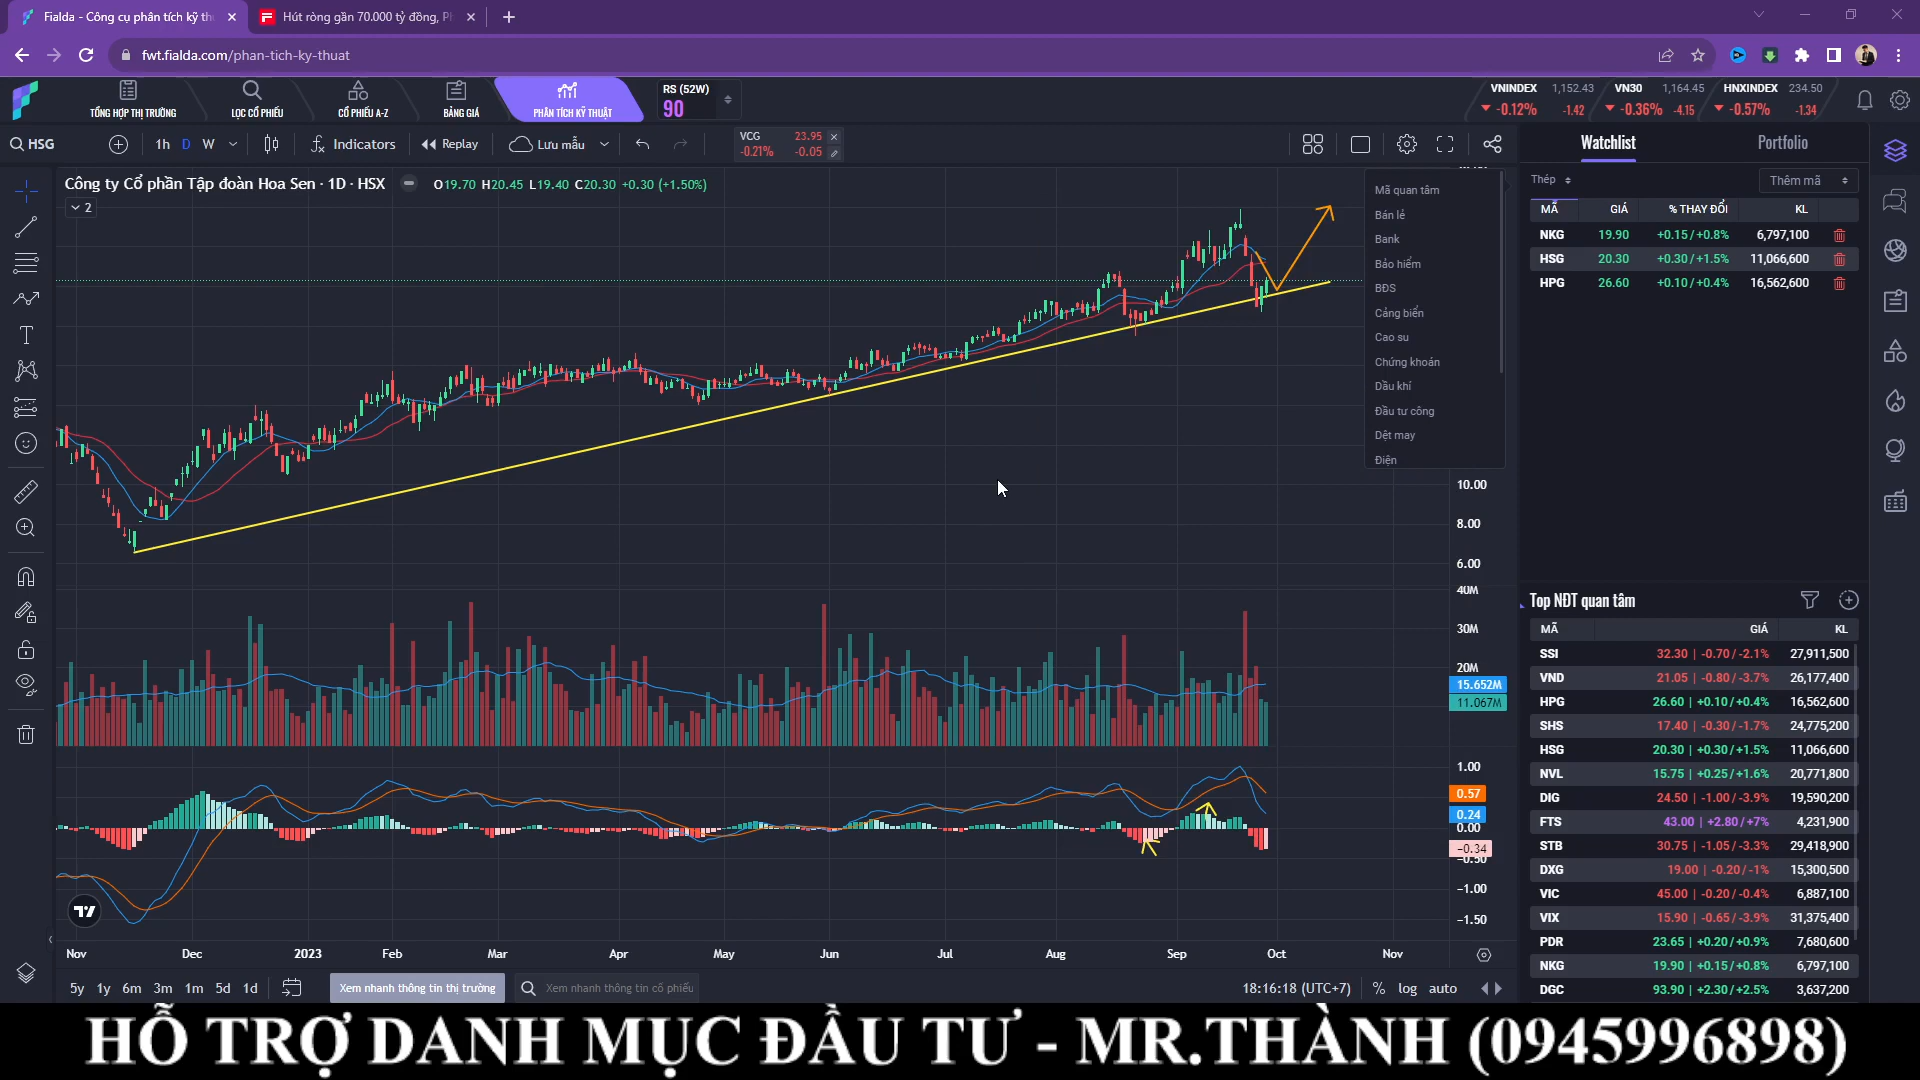 Fialda - Công cụ phân tích kỹ th
Hút ròng gần 70.000 tỷ đồng, P
fwt.fialda.com/phan-tich-ky-thuat
TỔNG HỢP THỊ TRƯỜNG
LỌC CỔ PHIẾU
CỔ PHIẾU A-Z
BẢNG GIÁ
PHÂN TÍCH KỸ THUẬT
RS (52W)
90
VNINDEX 1,152.43
-0.12% -1.42
VN30 1,164.45
-0.36% -4.15
HNXINDEX 234.50
-0.57% -1.34
HSG 1h D W Indicators Replay Lưu mẫu
VCG 23.95
-0.21% -0.05
Công ty Cổ phần Tập đoàn Hoa Sen · 1D · HSX O19.70 H20.45 L19.40 C20.30 +0.30 (+1.50%)
2
Mã quan tâm
Bán lẻ
Bank
Bảo hiểm
BĐS
Cảng biển
Cao su
Chứng khoán
Dầu khí
Đầu tư công
Dệt may
Điện
10.00
8.00
6.00
40M
30M
20M
15.652M
11.067M
1.00
0.57
0.24
0.00
-0.34
-0.50
-1.00
-1.50
Nov Dec 2023 Feb Mar Apr May Jun Jul Aug Sep Oct Nov
5y 1y 6m 3m 1m 5d 1d
Xem nhanh thông tin thị trường
Xem nhanh thông tin cổ phiếu
18:16:18 (UTC+7) % log auto
Watchlist Portfolio
Thép Thêm mã
MÃ GIÁ % THAY ĐỔI KL
NKG 19.90 +0.15/+0.8% 6,797,100
HSG 20.30 +0.30/+1.5% 11,066,600
HPG 26.60 +0.10/+0.4% 16,562,600
Top NĐT quan tâm
MÃ GIÁ KL
SSI 32.30 | -0.70/-2.1% 27,911,500
VND 21.05 | -0.80/-3.7% 26,177,400
HPG 26.60 | +0.10/+0.4% 16,562,600
SHS 17.40 | -0.30/-1.7% 24,775,200
HSG 20.30 | +0.30/+1.5% 11,066,600
NVL 15.75 | +0.25/+1.6% 20,771,800
DIG 24.50 | -1.00/-3.9% 19,590,200
FTS 43.00 | +2.80/+7% 4,231,900
STB 30.75 | -1.05/-3.3% 29,418,900
DXG 19.00 | -0.20/-1% 15,300,500
VIC 45.00 | -0.20/-0.4% 6,887,100
VIX 15.90 | -0.65/-3.9% 31,375,400
PDR 23.65 | +0.20/+0.9% 7,680,600
NKG 19.90 | +0.15/+0.8% 6,797,100
DGC 93.90 | +2.30/+2.5% 3,637,200
HỖ TRỢ DANH MỤC ĐẦU TƯ - MR.THÀNH (0945996898)